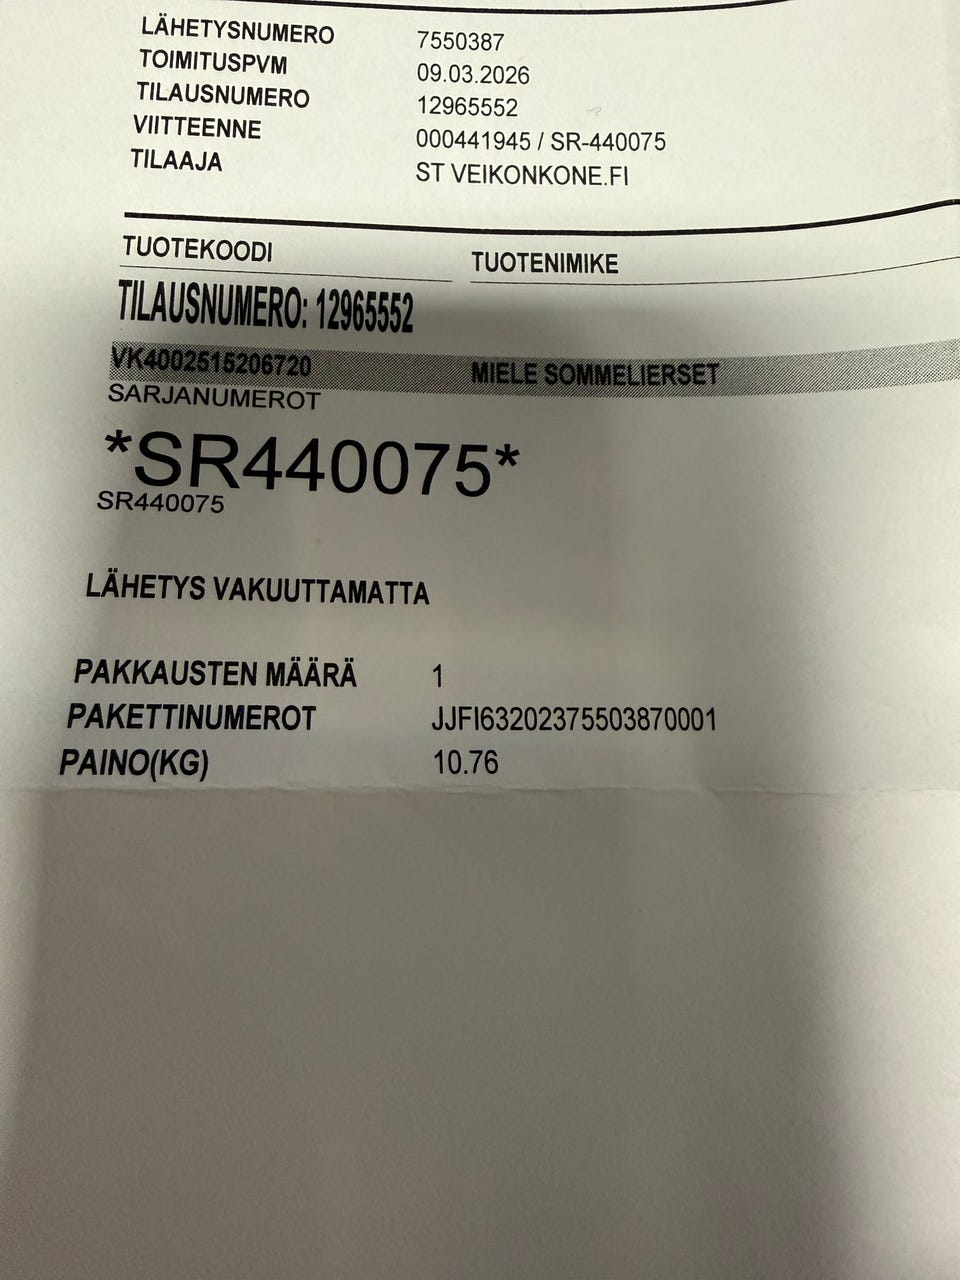 LÄHETYSNUMERO 7550387
TOIMITUSPVM 09.03.2026
TILAUSNUMERO 12965552
VIITTEENNE 000441945 / SR-440075
TILAAJA ST VEIKONKONE.FI
TUOTEKOODI TUOTENIMIKE
TILAUSNUMERO: 12965552
VK4002515206720 MIELE SOMMELIERSET
SARJANUMEROT
*SR440075*
SR440075
LÄHETYS VAKUUTTAMATTA
PAKKAUSTEN MÄÄRÄ 1
PAKETTINUMEROT JJFI63202375503870001
PAINO(KG) 10.76